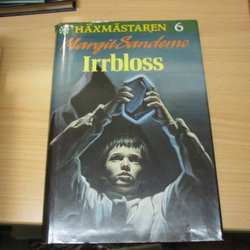 HÄXMÄSTAREN 6
Margit Sandemo
Irrbloss